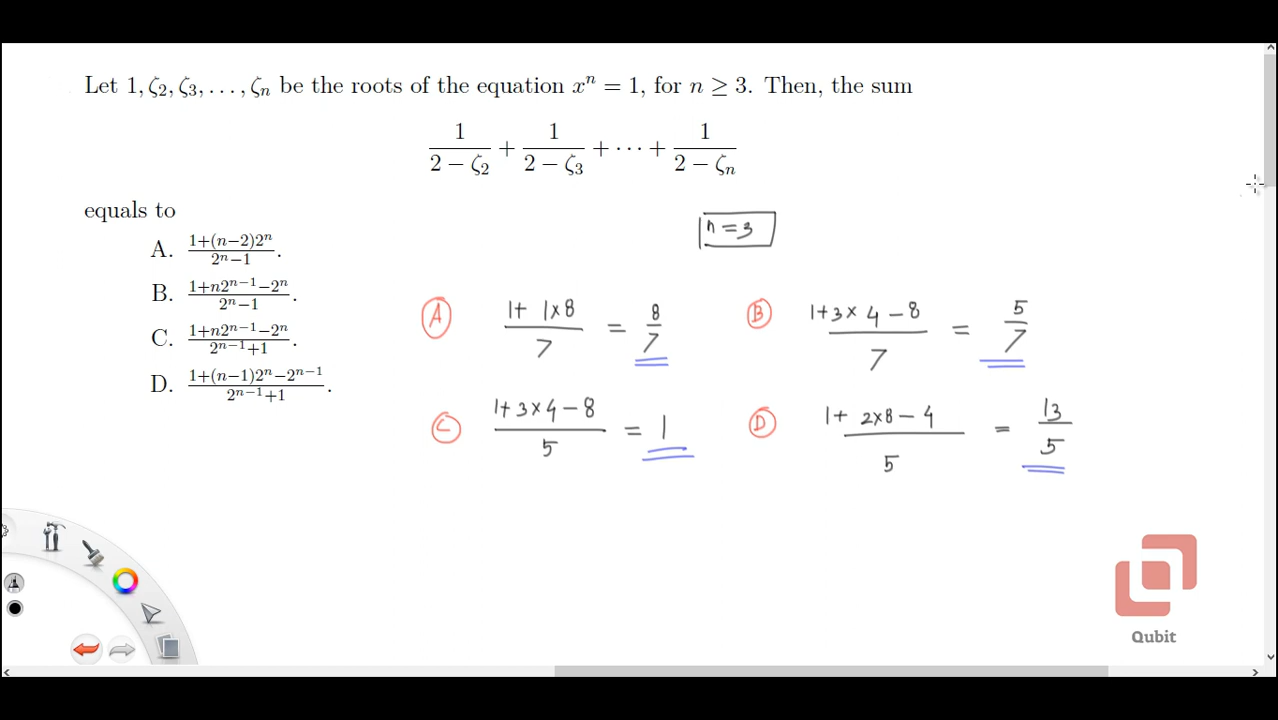 Let 1, ζ₂, ζ₃, . . . , ζₙ be the roots of the equation xⁿ = 1, for n ≥ 3. Then, the sum
1/(2 − ζ₂) + 1/(2 − ζ₃) + · · · + 1/(2 − ζₙ)
equals to
n = 3
A. (1+(n−2)2ⁿ)/(2ⁿ−1).
B. (1+n2ⁿ⁻¹−2ⁿ)/(2ⁿ−1).
C. (1+n2ⁿ⁻¹−2ⁿ)/(2ⁿ⁻¹+1).
D. (1+(n−1)2ⁿ−2ⁿ⁻¹)/(2ⁿ⁻¹+1).
A (1+ 1×8)/7 = 8/7
B (1+3× 4 −8)/7 = 5/7
C (1+ 3×4 −8)/5 = 1
D (1+ 2×8 − 4)/5 = 13/5
Qubit